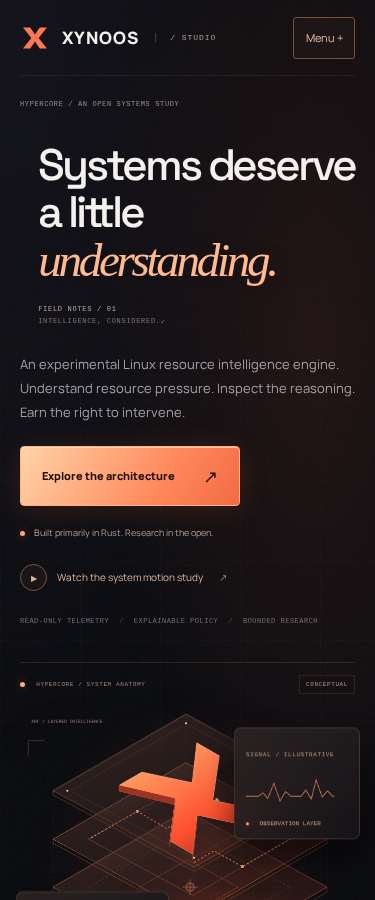 XYNOOS
/ STUDIO
Menu +
HYPERCORE / AN OPEN SYSTEMS STUDY
Systems deserve
a little
understanding.
FIELD NOTES / 01
INTELLIGENCE, CONSIDERED.↙
An experimental Linux resource intelligence engine.
Understand resource pressure. Inspect the reasoning.
Earn the right to intervene.
Explore the architecture ↗
Built primarily in Rust. Research in the open.
Watch the system motion study ↗
READ-ONLY TELEMETRY / EXPLAINABLE POLICY / BOUNDED RESEARCH
HYPERCORE / SYSTEM ANATOMY
CONCEPTUAL
/ LAYERED INTELLIGENCE
SIGNAL / ILLUSTRATIVE
OBSERVATION LAYER